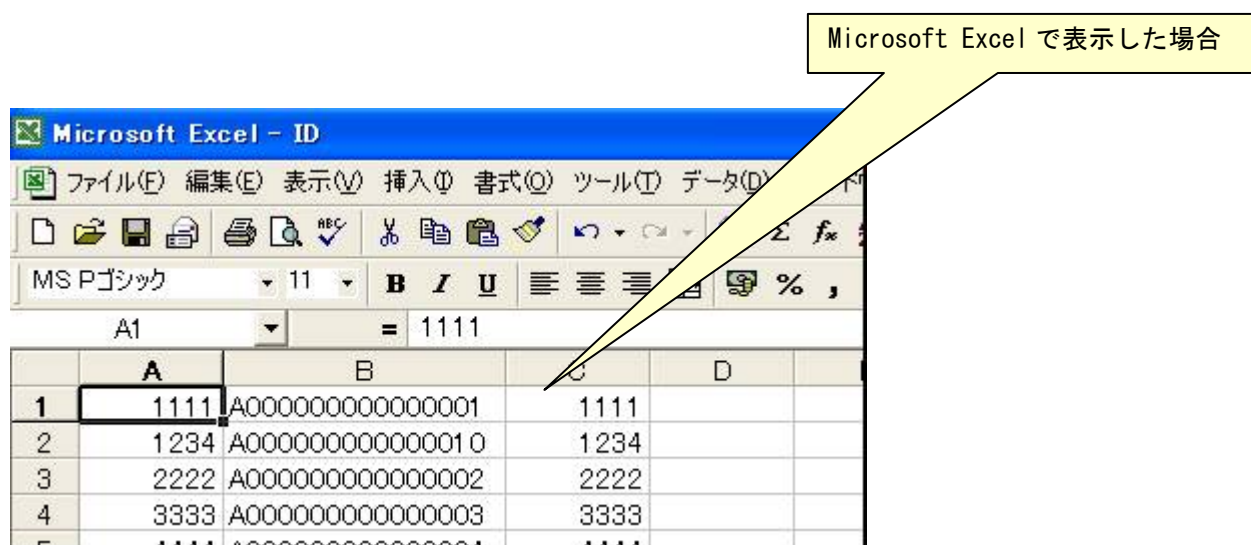 Microsoft Excel で表示した場合
Microsoft Excel - ID
ファイル(F) 編集(E) 表示(V) 挿入(I) 書式(O) ツール(T) データ(D)
MS Pゴシック 11 B I U % ,
A1 = 1111
A B C D
1 1111 A000000000000001 1111
2 1234 A000000000000010 1234
3 2222 A000000000000002 2222
4 3333 A000000000000003 3333